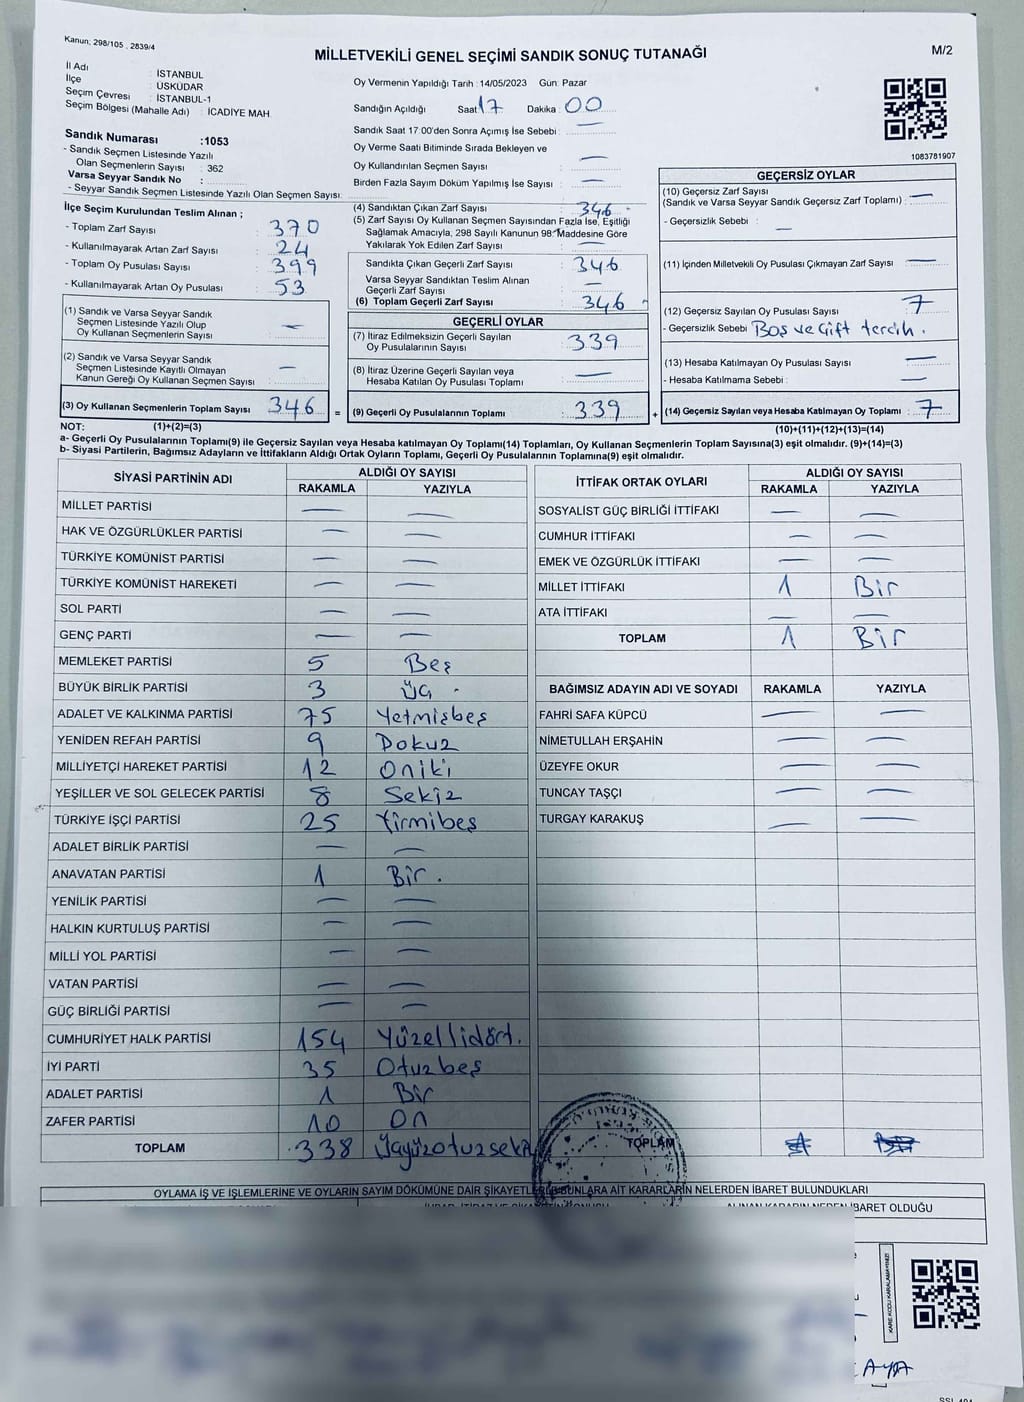 Kanun; 298/105 , 2839/4
MİLLETVEKİLİ GENEL SEÇİMİ SANDIK SONUÇ TUTANAĞI
M/2
İl Adı : İSTANBUL
İlçe : ÜSKÜDAR
Seçim Çevresi : İSTANBUL-1
Seçim Bölgesi (Mahalle Adı) : İCADİYE MAH.
Sandık Numarası :1053
- Sandık Seçmen Listesinde Yazılı
Olan Seçmenlerin Sayısı : 362
Varsa Seyyar Sandık No :
- Seyyar Sandık Seçmen Listesinde Yazılı Olan Seçmen Sayısı:
İlçe Seçim Kurulundan Teslim Alınan ;
- Toplam Zarf Sayısı : 370
- Kullanılmayarak Artan Zarf Sayısı : 24
- Toplam Oy Pusulası Sayısı : 399
- Kullanılmayarak Artan Oy Pusulası : 53
(1) Sandık ve Varsa Seyyar Sandık
Seçmen Listesinde Yazılı Olup
Oy Kullanan Seçmenlerin Sayısı : —
(2) Sandık ve Varsa Seyyar Sandık
Seçmen Listesinde Kayıtlı Olmayan
Kanun Gereği Oy Kullanan Seçmen Sayısı : —
(3) Oy Kullanan Seçmenlerin Toplam Sayısı : 346 =
Oy Vermenin Yapıldığı Tarih : 14/05/2023 Gün: Pazar
Sandığın Açıldığı Saat 17 Dakika : 00
Sandık Saat 17:00'den Sonra Açımış İse Sebebi : —
Oy Verme Saati Bitiminde Sırada Bekleyen ve
Oy Kullandırılan Seçmen Sayısı : —
Birden Fazla Sayım Döküm Yapılmış İse Sayısı : —
(4) Sandıktan Çıkan Zarf Sayısı : 346
(5) Zarf Sayısı Oy Kullanan Seçmen Sayısından Fazla İse, Eşitliği
Sağlamak Amacıyla, 298 Sayılı Kanunun 98. Maddesine Göre
Yakılarak Yok Edilen Zarf Sayısı : —
Sandıkta Çıkan Geçerli Zarf Sayısı : 346
Varsa Seyyar Sandıktan Teslim Alınan
Geçerli Zarf Sayısı : —
(6) Toplam Geçerli Zarf Sayısı : 346
GEÇERLİ OYLAR
(7) İtiraz Edilmeksizin Geçerli Sayılan
Oy Pusulalarının Sayısı : 339
(8) İtiraz Üzerine Geçerli Sayılan veya
Hesaba Katılan Oy Pusulası Toplamı : —
(9) Geçerli Oy Pusulalarının Toplamı : 339 +
1083781907
GEÇERSİZ OYLAR
(10) Geçersiz Zarf Sayısı
(Sandık ve Varsa Seyyar Sandık Geçersiz Zarf Toplamı) : —
- Geçersizlik Sebebi : —
(11) İçinden Milletvekili Oy Pusulası Çıkmayan Zarf Sayısı : —
(12) Geçersiz Sayılan Oy Pusulası Sayısı : 7
- Geçersizlik Sebebi Boş ve Çift tercih.
(13) Hesaba Katılmayan Oy Pusulası Sayısı : —
- Hesaba Katılmama Sebebi : —
(14) Geçersiz Sayılan veya Hesaba Katılmayan Oy Toplamı : 7
NOT: (1)+(2)=(3) (10)+(11)+(12)+(13)=(14)
a- Geçerli Oy Pusulalarının Toplamı(9) ile Geçersiz Sayılan veya Hesaba katılmayan Oy Toplamı(14) Toplamları, Oy Kullanan Seçmenlerin Toplam Sayısına(3) eşit olmalıdır. (9)+(14)=(3)
b- Siyasi Partilerin, Bağımsız Adayların ve İttifakların Aldığı Ortak Oyların Toplamı, Geçerli Oy Pusulalarının Toplamına(9) eşit olmalıdır.
SİYASİ PARTİNİN ADI ALDIĞI OY SAYISI
RAKAMLA YAZIYLA
MİLLET PARTİSİ — —
HAK VE ÖZGÜRLÜKLER PARTİSİ — —
TÜRKİYE KOMÜNİST PARTİSİ — —
TÜRKİYE KOMÜNİST HAREKETİ — —
SOL PARTİ — —
GENÇ PARTİ — —
MEMLEKET PARTİSİ 5 Beş
BÜYÜK BİRLİK PARTİSİ 3 Üç .
ADALET VE KALKINMA PARTİSİ 75 Yetmişbeş
YENİDEN REFAH PARTİSİ 9 Dokuz
MİLLİYETÇİ HAREKET PARTİSİ 12 Oniki
YEŞİLLER VE SOL GELECEK PARTİSİ 8 Sekiz
TÜRKİYE İŞÇİ PARTİSİ 25 Yirmibeş
ADALET BİRLİK PARTİSİ — —
ANAVATAN PARTİSİ 1 Bir .
YENİLİK PARTİSİ — —
HALKIN KURTULUŞ PARTİSİ — —
MİLLİ YOL PARTİSİ — —
VATAN PARTİSİ — —
GÜÇ BİRLİĞİ PARTİSİ — —
CUMHURİYET HALK PARTİSİ 154 Yüzellidört.
İYİ PARTİ 35 Otuzbeş
ADALET PARTİSİ 1 Bir
ZAFER PARTİSİ 10 On
TOPLAM 338 Üçyüzotuzsekiz
İTTİFAK ORTAK OYLARI ALDIĞI OY SAYISI
RAKAMLA YAZIYLA
SOSYALİST GÜÇ BİRLİĞİ İTTİFAKI — —
CUMHUR İTTİFAKI — —
EMEK VE ÖZGÜRLÜK İTTİFAKI — —
MİLLET İTTİFAKI 1 Bir
ATA İTTİFAKI — —
TOPLAM 1 Bir
BAĞIMSIZ ADAYIN ADI VE SOYADI RAKAMLA YAZIYLA
FAHRİ SAFA KÜPCÜ — —
NİMETULLAH ERŞAHİN — —
ÜZEYFE OKUR — —
TUNCAY TAŞÇI — —
TURGAY KARAKUŞ — —
TOPLAM
OYLAMA İŞ VE İŞLEMLERİNE VE OYLARIN SAYIM DÖKÜMÜNE DAİR ŞİKAYETLERLE BUNLARA AİT KARARLARIN NELERDEN İBARET BULUNDUKLARI
ALINAN KARARIN NEDEN İBARET OLDUĞU
KARE KODU KARALAMAYINIZ!
AYA